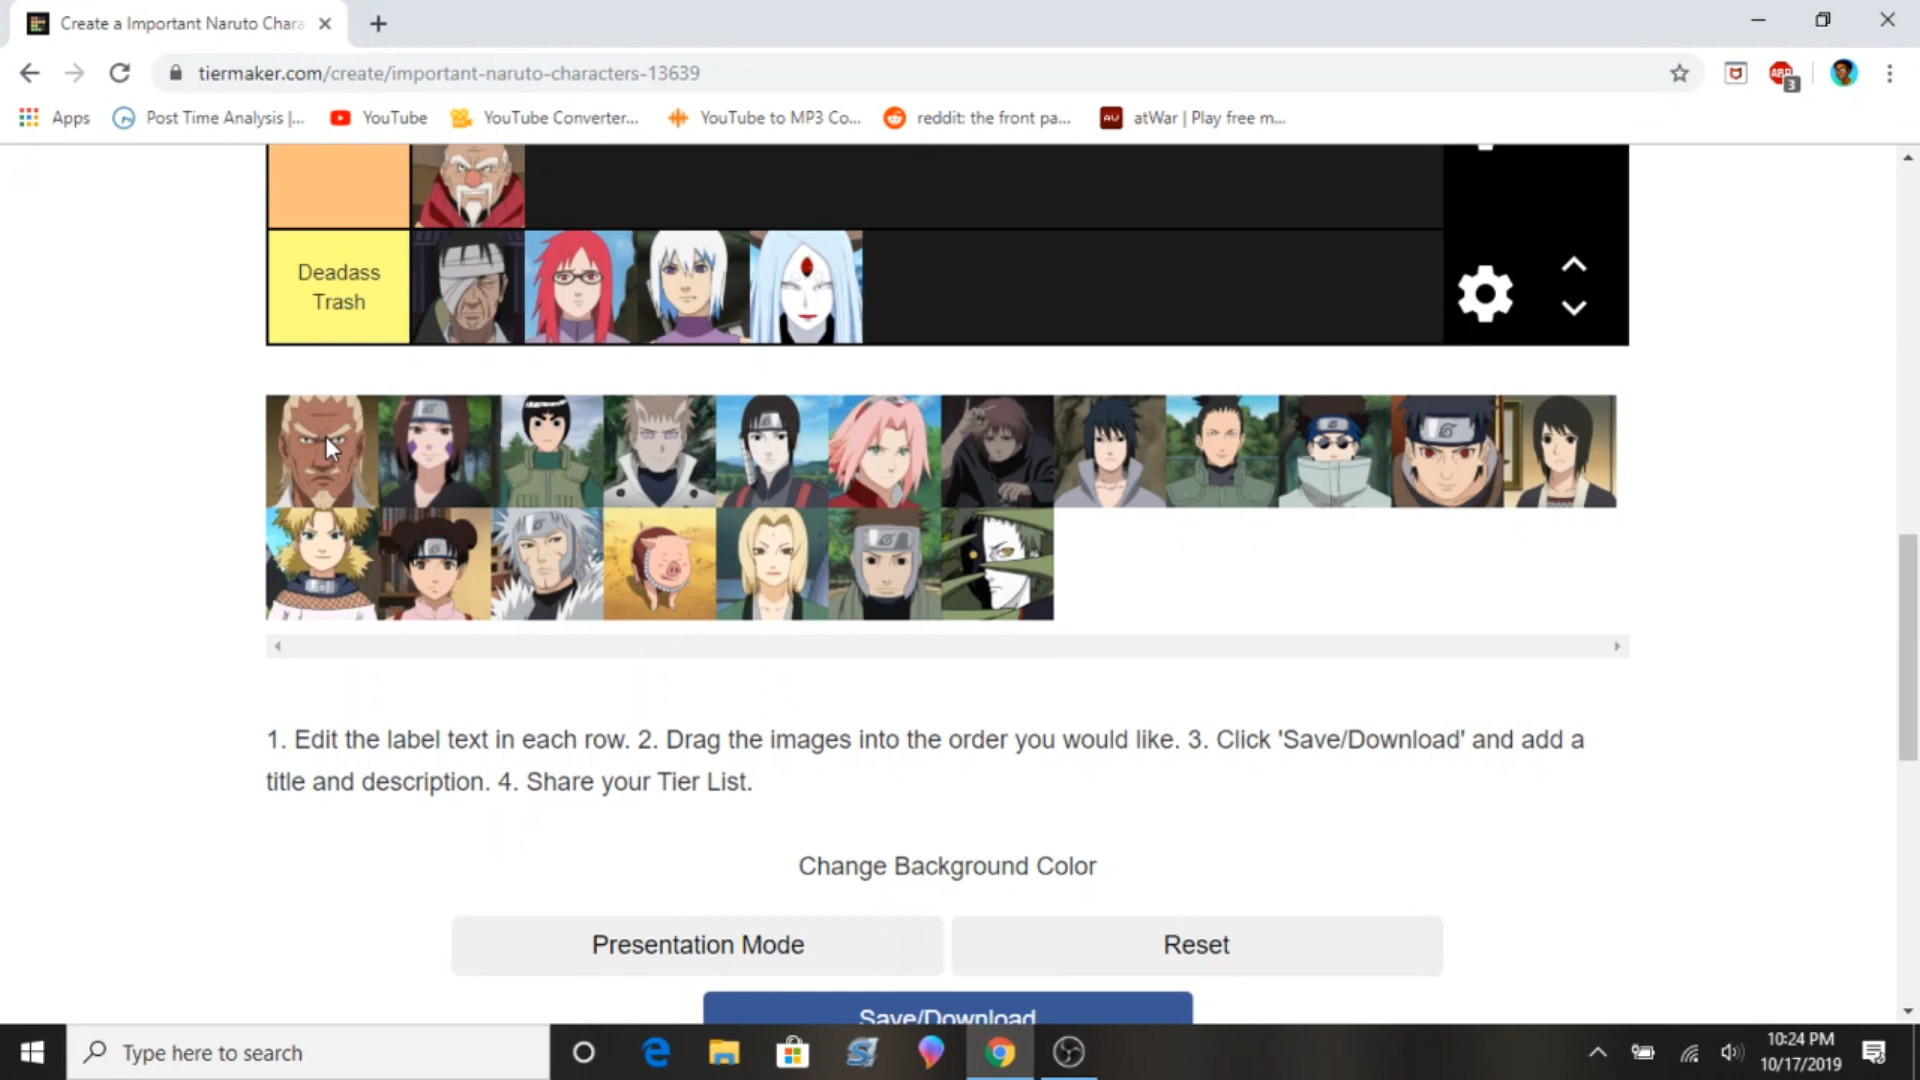 Create a Important Naruto Chara
tiermaker.com/create/important-naruto-characters-13639
ABP
3
Apps
Post Time Analysis |...
YouTube
YouTube Converter...
YouTube to MP3 Co...
reddit: the front pa...
AW
atWar | Play free m...
Deadass
Trash
1. Edit the label text in each row. 2. Drag the images into the order you would like. 3. Click 'Save/Download' and add a
title and description. 4. Share your Tier List.
Change Background Color
Presentation Mode
Reset
Save/Download
Type here to search
10:24 PM
10/17/2019